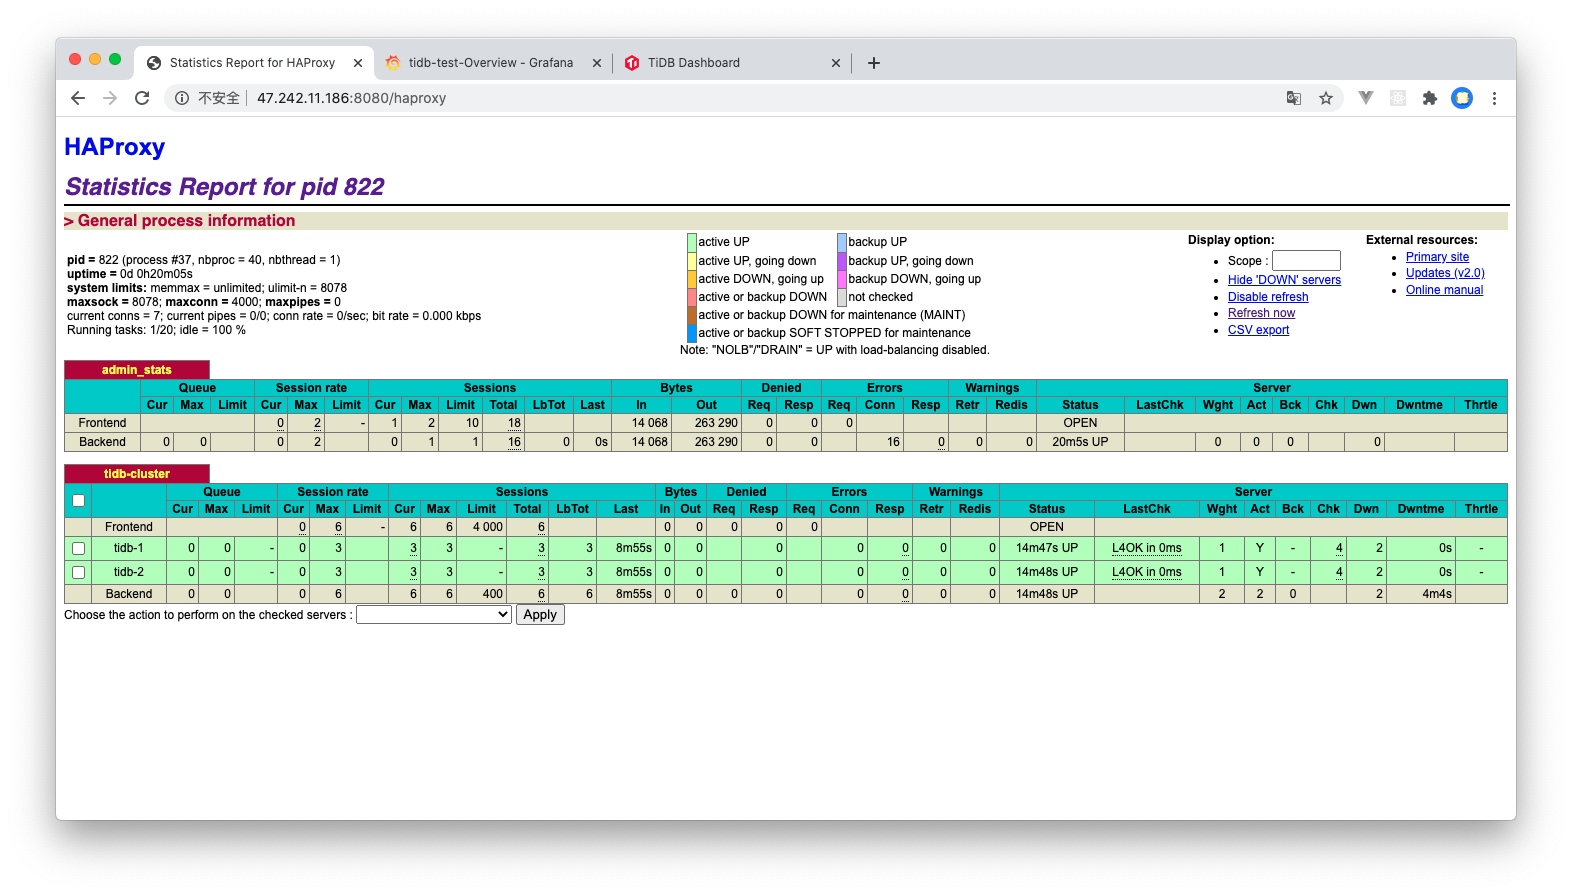 Statistics Report for HAProxy
tidb-test-Overview - Grafana
TiDB Dashboard
不安全 47.242.11.186:8080/haproxy
HAProxy
Statistics Report for pid 822
> General process information
pid = 822 (process #37, nbproc = 40, nbthread = 1)
uptime = 0d 0h20m05s
system limits: memmax = unlimited; ulimit-n = 8078
maxsock = 8078; maxconn = 4000; maxpipes = 0
current conns = 7; current pipes = 0/0; conn rate = 0/sec; bit rate = 0.000 kbps
Running tasks: 1/20; idle = 100 %
active UP backup UP
active UP, going down backup UP, going down
active DOWN, going up backup DOWN, going up
active or backup DOWN not checked
active or backup DOWN for maintenance (MAINT)
active or backup SOFT STOPPED for maintenance
Note: "NOLB"/"DRAIN" = UP with load-balancing disabled.
Display option:
Scope :
Hide 'DOWN' servers
Disable refresh
Refresh now
CSV export
External resources:
Primary site
Updates (v2.0)
Online manual
admin_stats
Queue Session rate Sessions Bytes Denied Errors Warnings Server
Cur Max Limit Cur Max Limit Cur Max Limit Total LbTot Last In Out Req Resp Req Conn Resp Retr Redis Status LastChk Wght Act Bck Chk Dwn Dwntme Thrtle
Frontend 0 2 - 1 2 10 18 14 068 263 290 0 0 0 OPEN
Backend 0 0 0 2 0 1 1 16 0 0s 14 068 263 290 0 0 16 0 0 0 20m5s UP 0 0 0 0
tidb-cluster
Queue Session rate Sessions Bytes Denied Errors Warnings Server
Cur Max Limit Cur Max Limit Cur Max Limit Total LbTot Last In Out Req Resp Req Conn Resp Retr Redis Status LastChk Wght Act Bck Chk Dwn Dwntme Thrtle
Frontend 0 6 - 6 6 4 000 6 0 0 0 0 0 OPEN
tidb-1 0 0 - 0 3 3 3 - 3 3 8m55s 0 0 0 0 0 0 0 14m47s UP L4OK in 0ms 1 Y - 4 2 0s -
tidb-2 0 0 - 0 3 3 3 - 3 3 8m55s 0 0 0 0 0 0 0 14m48s UP L4OK in 0ms 1 Y - 4 2 0s -
Backend 0 0 0 6 6 6 400 6 6 8m55s 0 0 0 0 0 0 0 0 14m48s UP 2 2 0 2 4m4s
Choose the action to perform on the checked servers : Apply